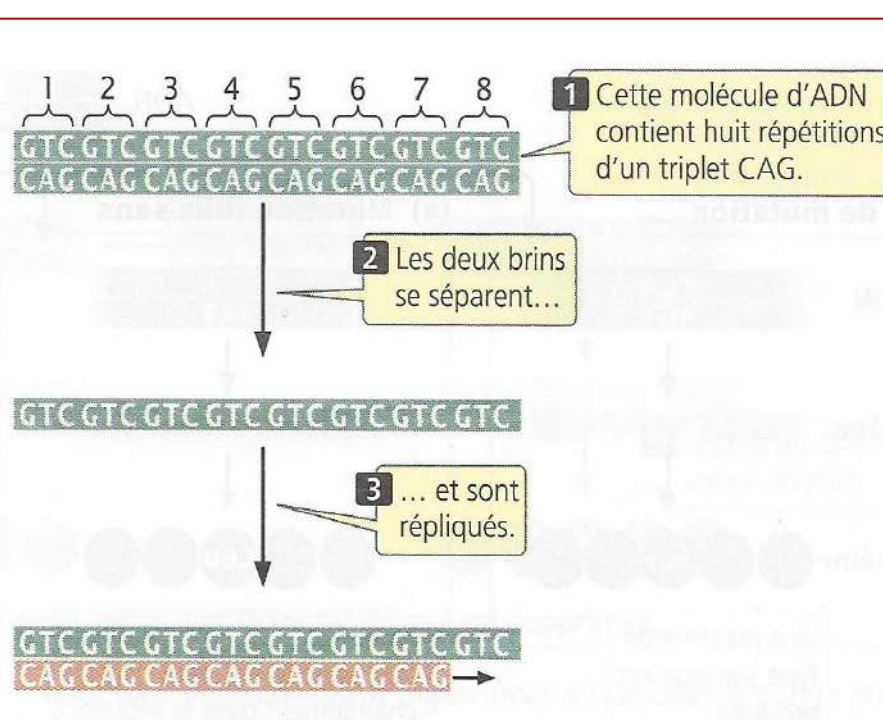 1 2 3 4 5 6 7 8
GTC GTC GTC GTC GTC GTC GTC GTC
CAG CAG CAG CAG CAG CAG CAG CAG
1 Cette molécule d'ADN
contient huit répétitions
d'un triplet CAG.
2 Les deux brins
se séparent…
GTC GTC GTC GTC GTC GTC GTC GTC
3 … et sont
répliqués.
GTC GTC GTC GTC GTC GTC GTC GTC
CAG CAG CAG CAG CAG CAG CAG